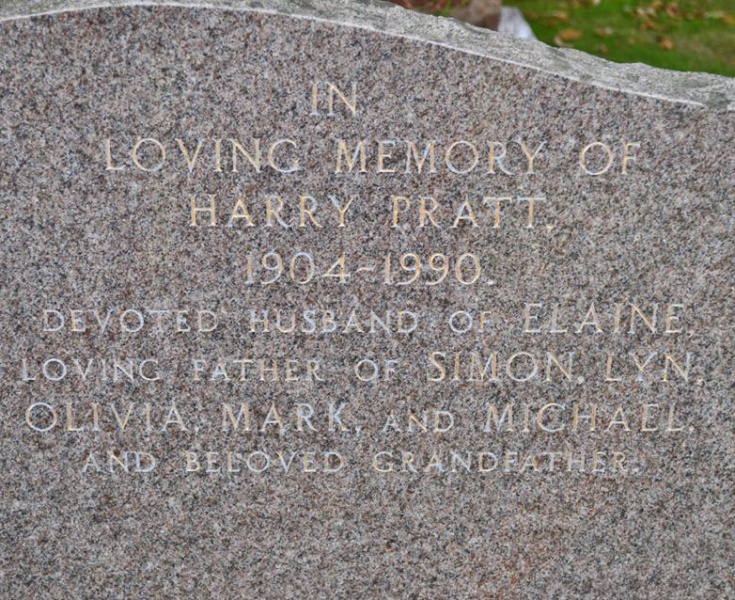 IN
LOVING MEMORY OF
HARRY PRATT.
1904-1990.
DEVOTED HUSBAND OF ELAINE,
LOVING FATHER OF SIMON, LYN,
OLIVIA, MARK, AND MICHAEL,
AND BELOVED GRANDFATHER.